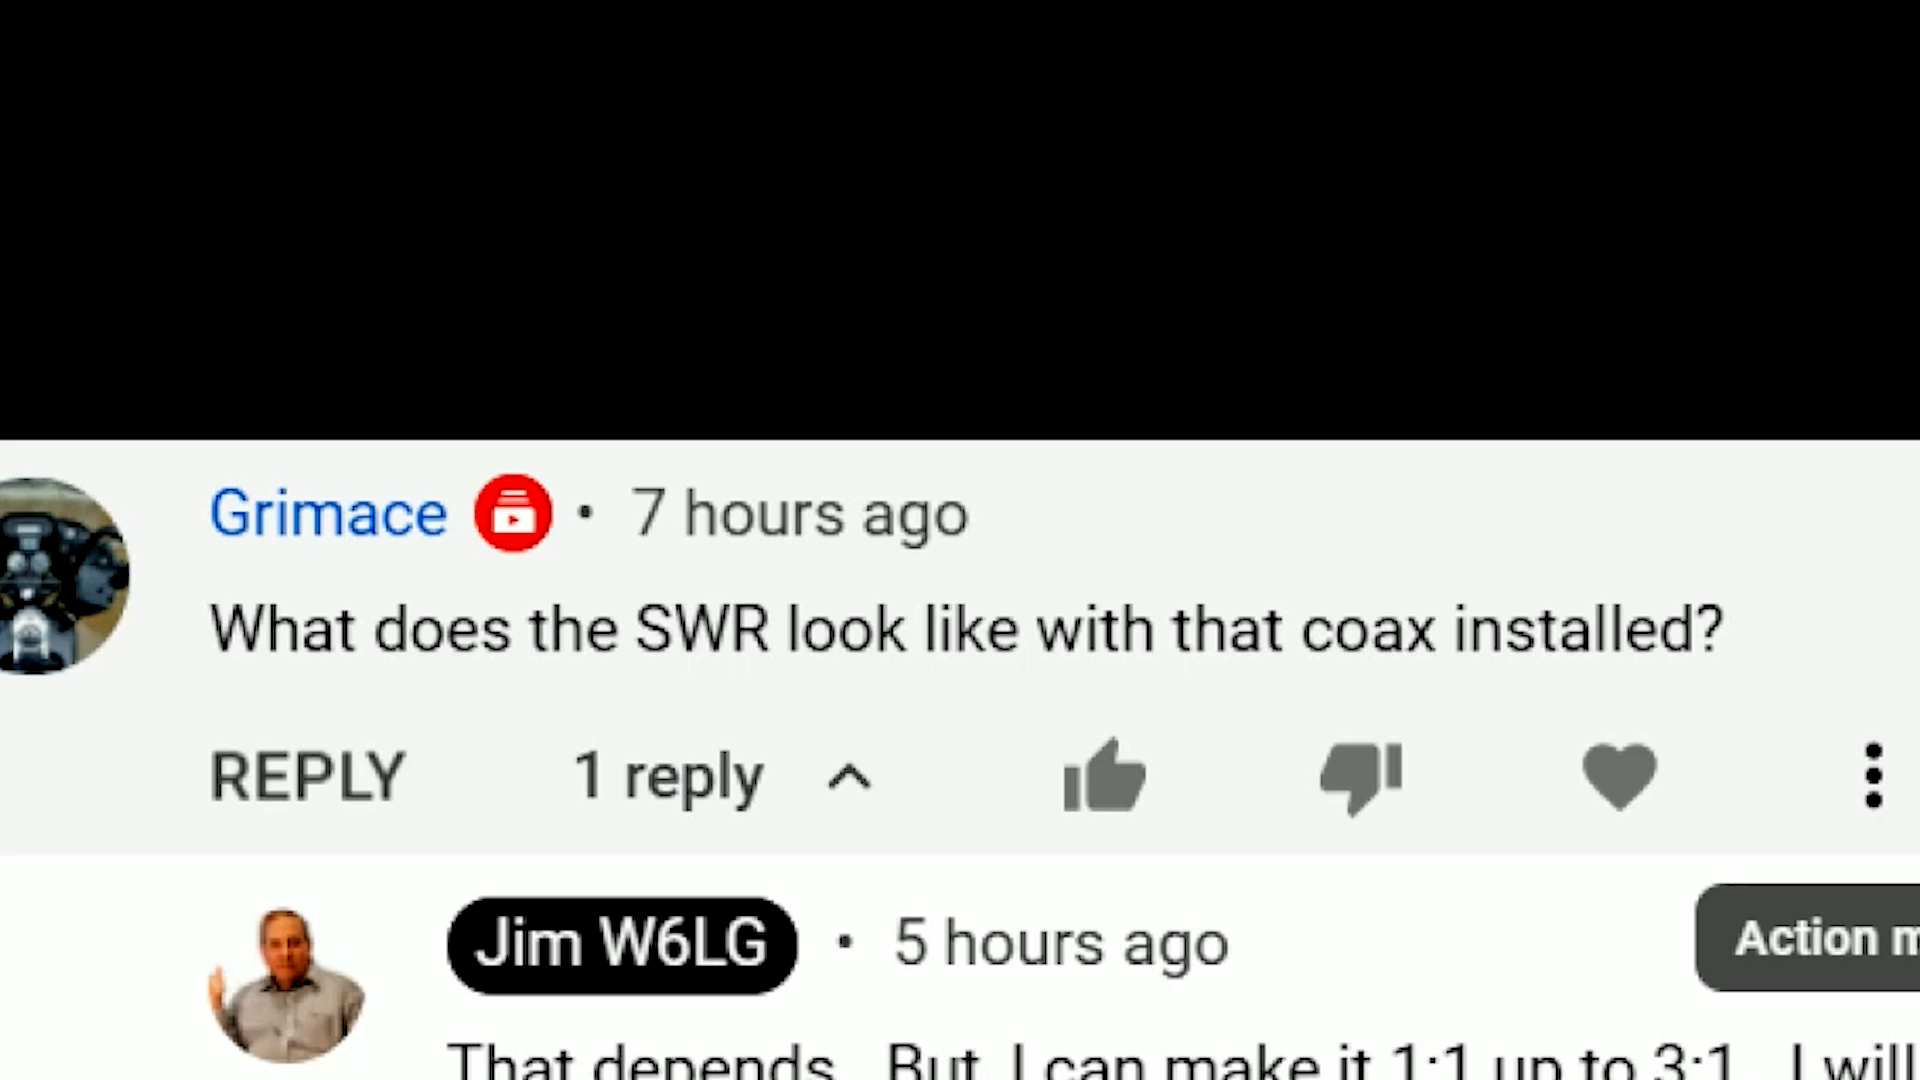 Grimace • 7 hours ago
What does the SWR look like with that coax installed?
REPLY 1 reply
Jim W6LG • 5 hours ago
Action
That depends. But, I can make it 1:1 up to 3:1. I will